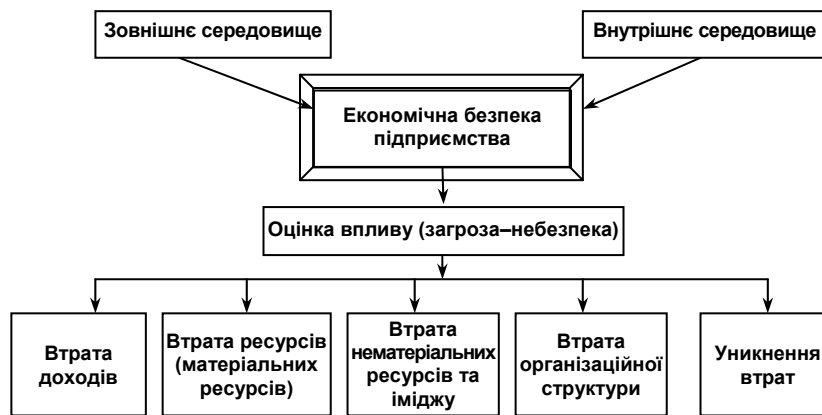 Зовнішнє середовище
Внутрішнє середовище
Економічна безпека
підприємства
Оцінка впливу (загроза–небезпека)
Втрата
доходів
Втрата ресурсів
(матеріальних
ресурсів)
Втрата
нематеріальних
ресурсів та
іміджу
Втрата
організаційної
структури
Уникнення
втрат